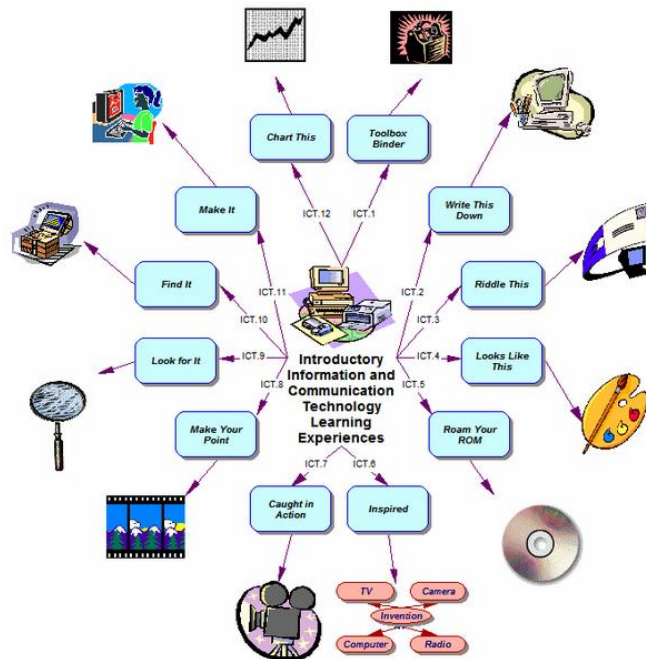 Chart This
Toolbox
Binder
Make It
Write This
Down
ICT.12
ICT.1
Find It
ICT.11
ICT.2
Riddle This
ICT.10
ICT.3
Look for It
ICT.9
ICT.4
Looks Like
This
ICT.8
ICT.5
Introductory
Information and
Communication
Technology
Learning
Experiences
Make Your
Point
Roam Your
ROM
ICT.7
ICT.6
Caught in
Action
Inspired
TV
Camera
Invention
Computer
Radio